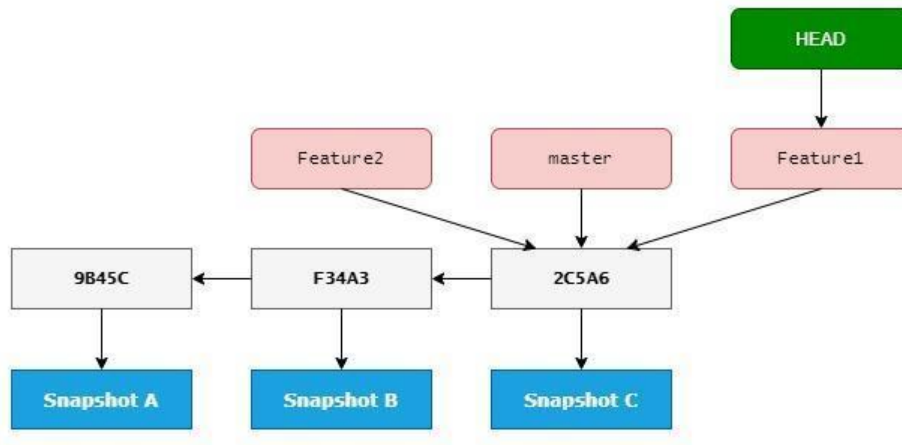 HEAD
Feature2
master
Feature1
9B45C
F34A3
2C5A6
Snapshot A
Snapshot B
Snapshot C